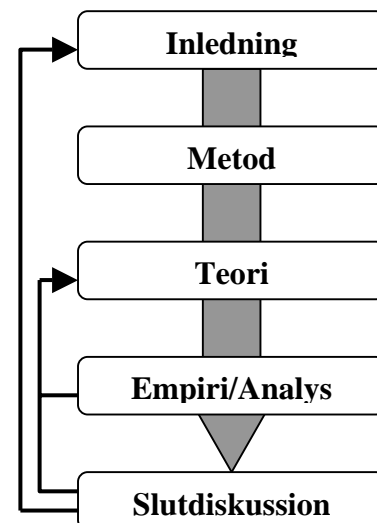 Inledning
Metod
Teori
Empiri/Analys
Slutdiskussion